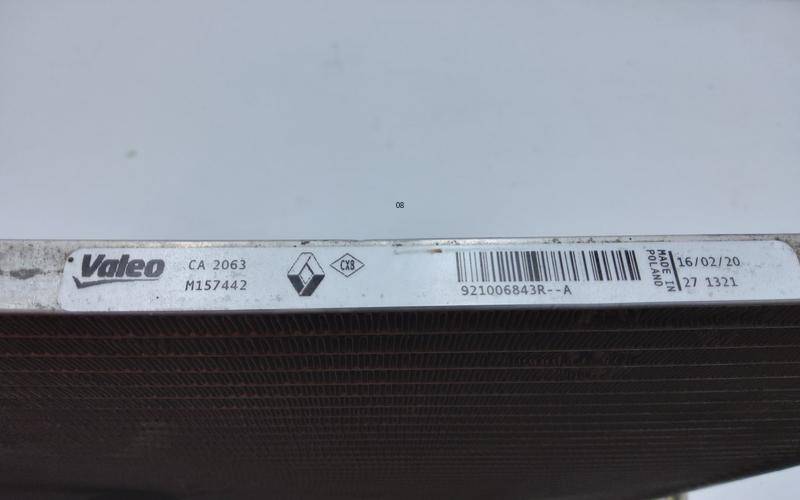 08
Valeo
CA 2063
M157442
CX8
921006843R--A
MADE IN
POLAND
16/02/20
27 1321